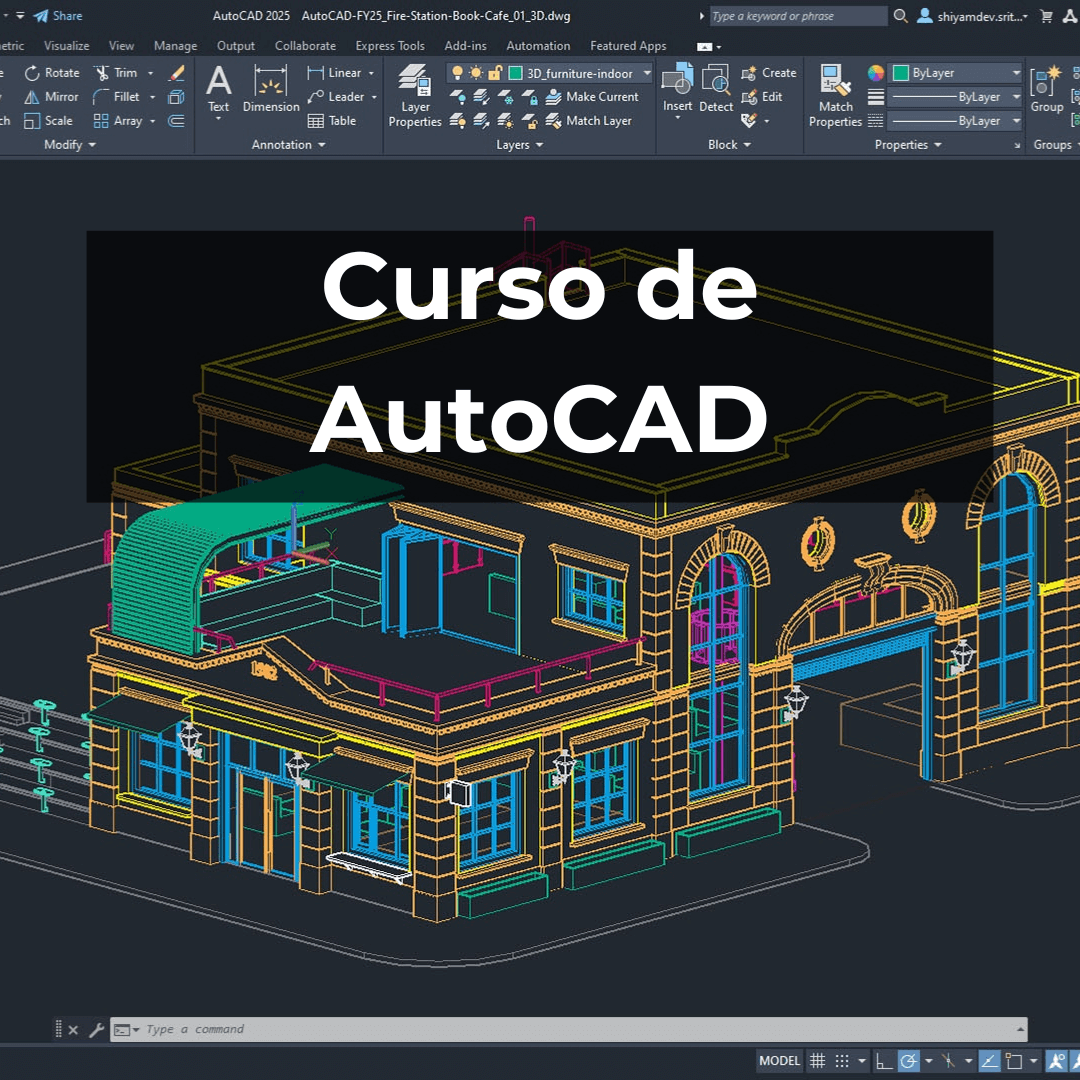 Share
AutoCAD 2025 AutoCAD-FY25_Fire-Station-Book-Cafe_01_3D.dwg
Type a keyword or phrase
shiyamdev.srit...
etric Visualize View Manage Output Collaborate Express Tools Add-ins Automation Featured Apps
Rotate Trim
Mirror Fillet
Scale Array
Modify
Text
Dimension
Linear
Leader
Table
Annotation
Layer
Properties
3D_furniture-indoor
Make Current
Match Layer
Layers
Insert
Detect
Create
Edit
Block
Match
Properties
ByLayer
ByLayer
ByLayer
Properties
Group
Groups
Curso de
AutoCAD
Y
X
1942
Type a command
MODEL